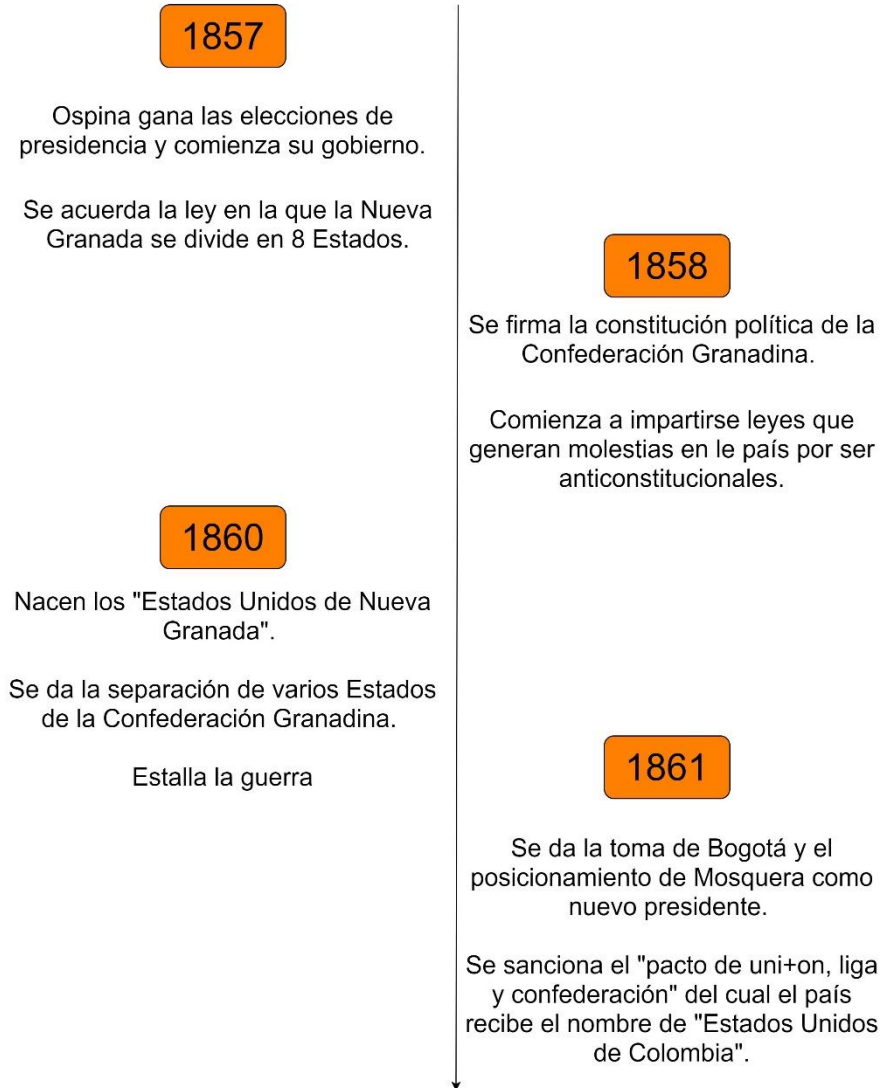 1857
Ospina gana las elecciones de
presidencia y comienza su gobierno.
Se acuerda la ley en la que la Nueva
Granada se divide en 8 Estados.
1858
Se firma la constitución política de la
Confederación Granadina.
Comienza a impartirse leyes que
generan molestias en le país por ser
anticonstitucionales.
1860
Nacen los "Estados Unidos de Nueva
Granada".
Se da la separación de varios Estados
de la Confederación Granadina.
Estalla la guerra
1861
Se da la toma de Bogotá y el
posicionamiento de Mosquera como
nuevo presidente.
Se sanciona el "pacto de uni+on, liga
y confederación" del cual el país
recibe el nombre de "Estados Unidos
de Colombia".